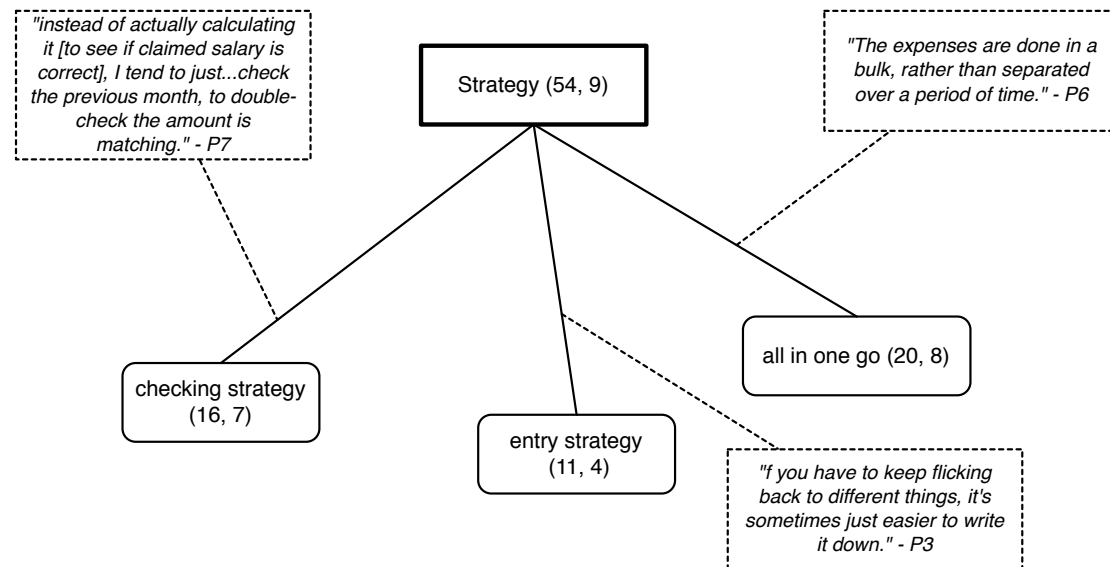 "instead of actually calculating
it [to see if claimed salary is
correct], I tend to just...check
the previous month, to double-
check the amount is
matching." - P7
Strategy (54, 9)
"The expenses are done in a
bulk, rather than separated
over a period of time." - P6
checking strategy
(16, 7)
entry strategy
(11, 4)
all in one go (20, 8)
"f you have to keep flicking
back to different things, it's
sometimes just easier to write
it down." - P3